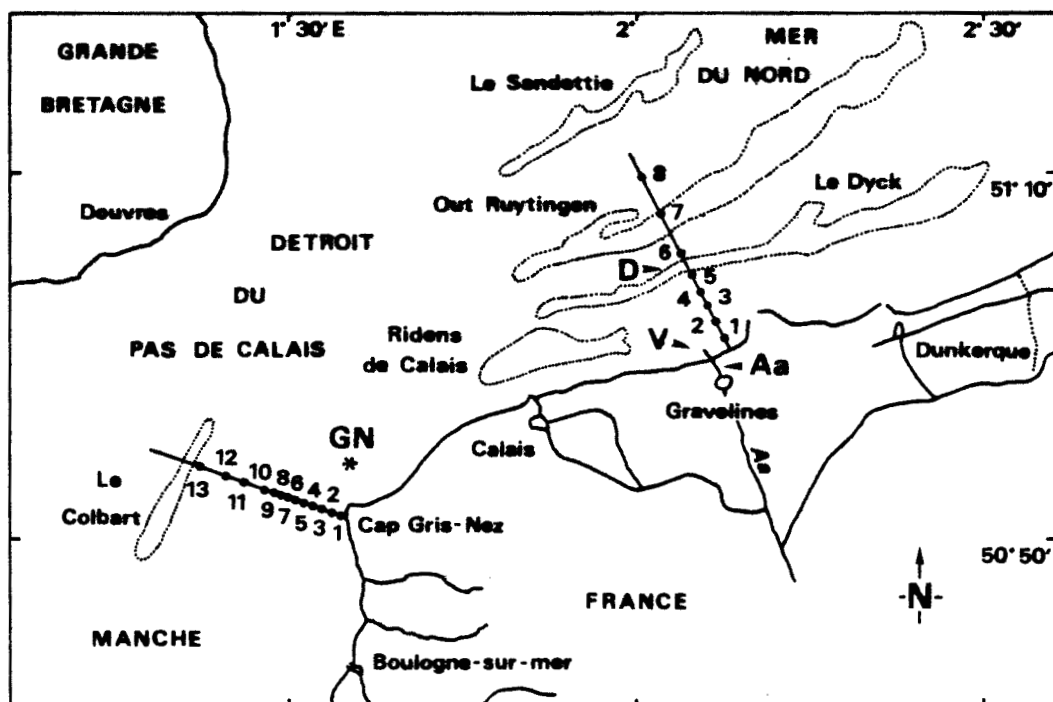 1° 30 E
2°
2° 30
GRANDE
BRETAGNE
MER
DU NORD
Le Sandettie
8
51° 10
Le Dyck
Out Ruytingen
7
Douvres
DETROIT
6
D
5
DU
4
3
2
1
PAS DE CALAIS
Ridens
de Calais
V
Aa
Dunkerque
Gravelines
GN
*
Calais
Aa
12
10
8
6
4
2
Le
Colbart
13
11
9
7
5
3
1
Cap Gris-Nez
50° 50'
FRANCE
-N-
MANCHE
Boulogne-sur-mer